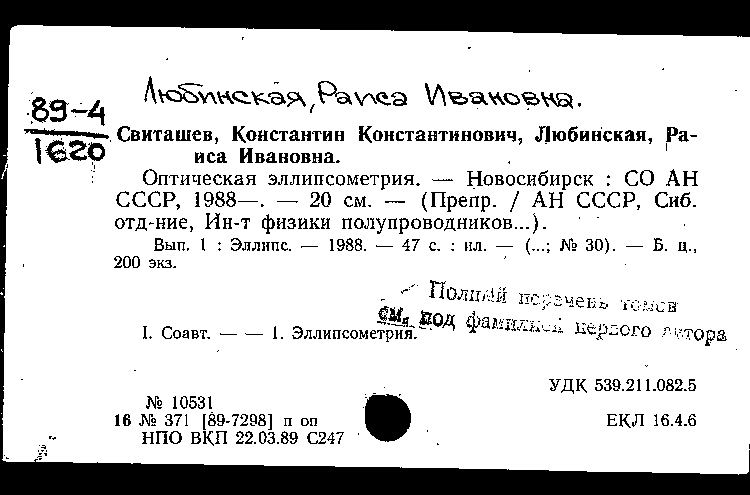 Любинская, Раиса Ивановна.
89-4
1620
Свиташев, Константин Константинович, Любинская, Ра-
иса Ивановна.
Оптическая эллипсометрия. — Новосибирск : СО АН
СССР, 1988—. — 20 см. — (Препр. / АН СССР, Сиб.
отд-ние, Ин-т физики полупроводников...).
Вып. 1 : Эллипс. — 1988. — 47 с. : ил. — (...; № 30). — Б. ц.,
200 экз.
Полный перечень томов
см. под фамилией первого автора
I. Соавт. — — 1. Эллипсометрия.
УДК 539.211.082.5
№ 10531
16 № 371 [89-7298] п оп
ЕКЛ 16.4.6
НПО ВКП 22.03.89 С247